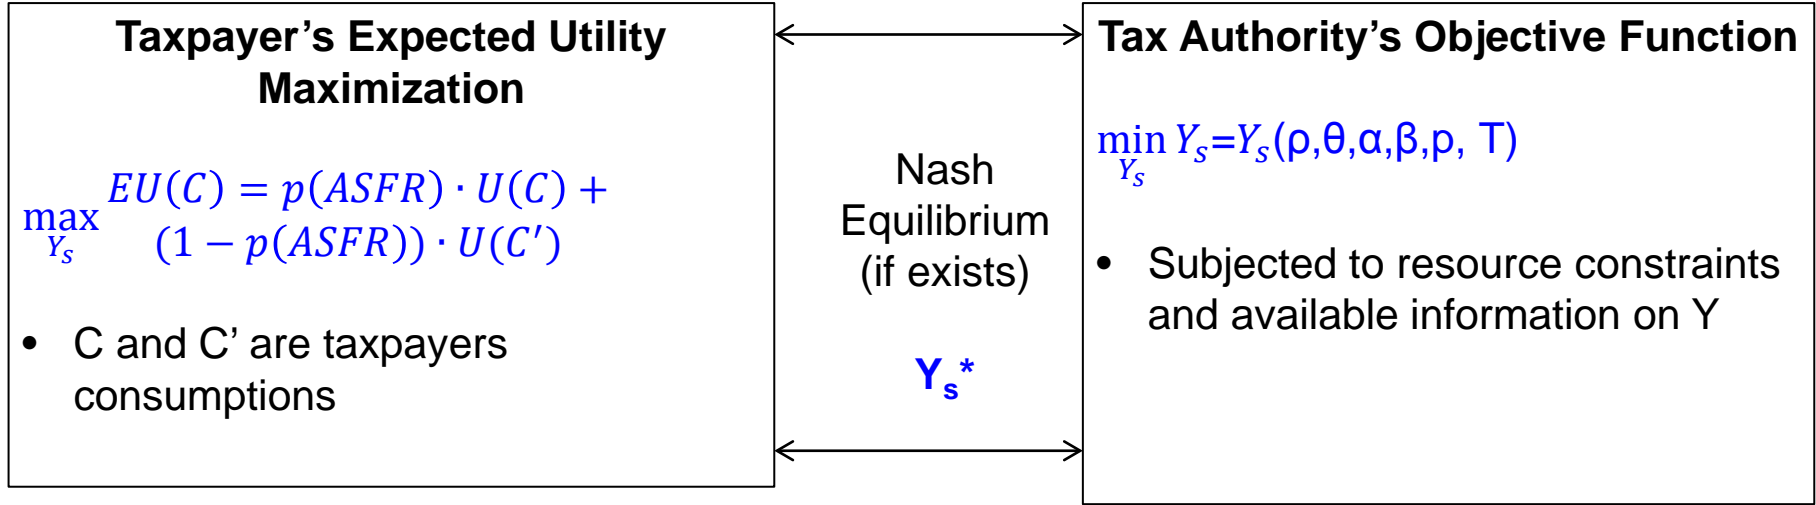 Taxpayer’s Expected Utility
Maximization
max Yₛ EU(C) = p(ASFR) · U(C) +
(1 − p(ASFR)) · U(C′)
• C and C’ are taxpayers
consumptions
Nash
Equilibrium
(if exists)
Yₛ*
Tax Authority’s Objective Function
min Yₛ Yₛ=Yₛ(ρ,θ,α,β,p, T)
• Subjected to resource constraints
and available information on Y